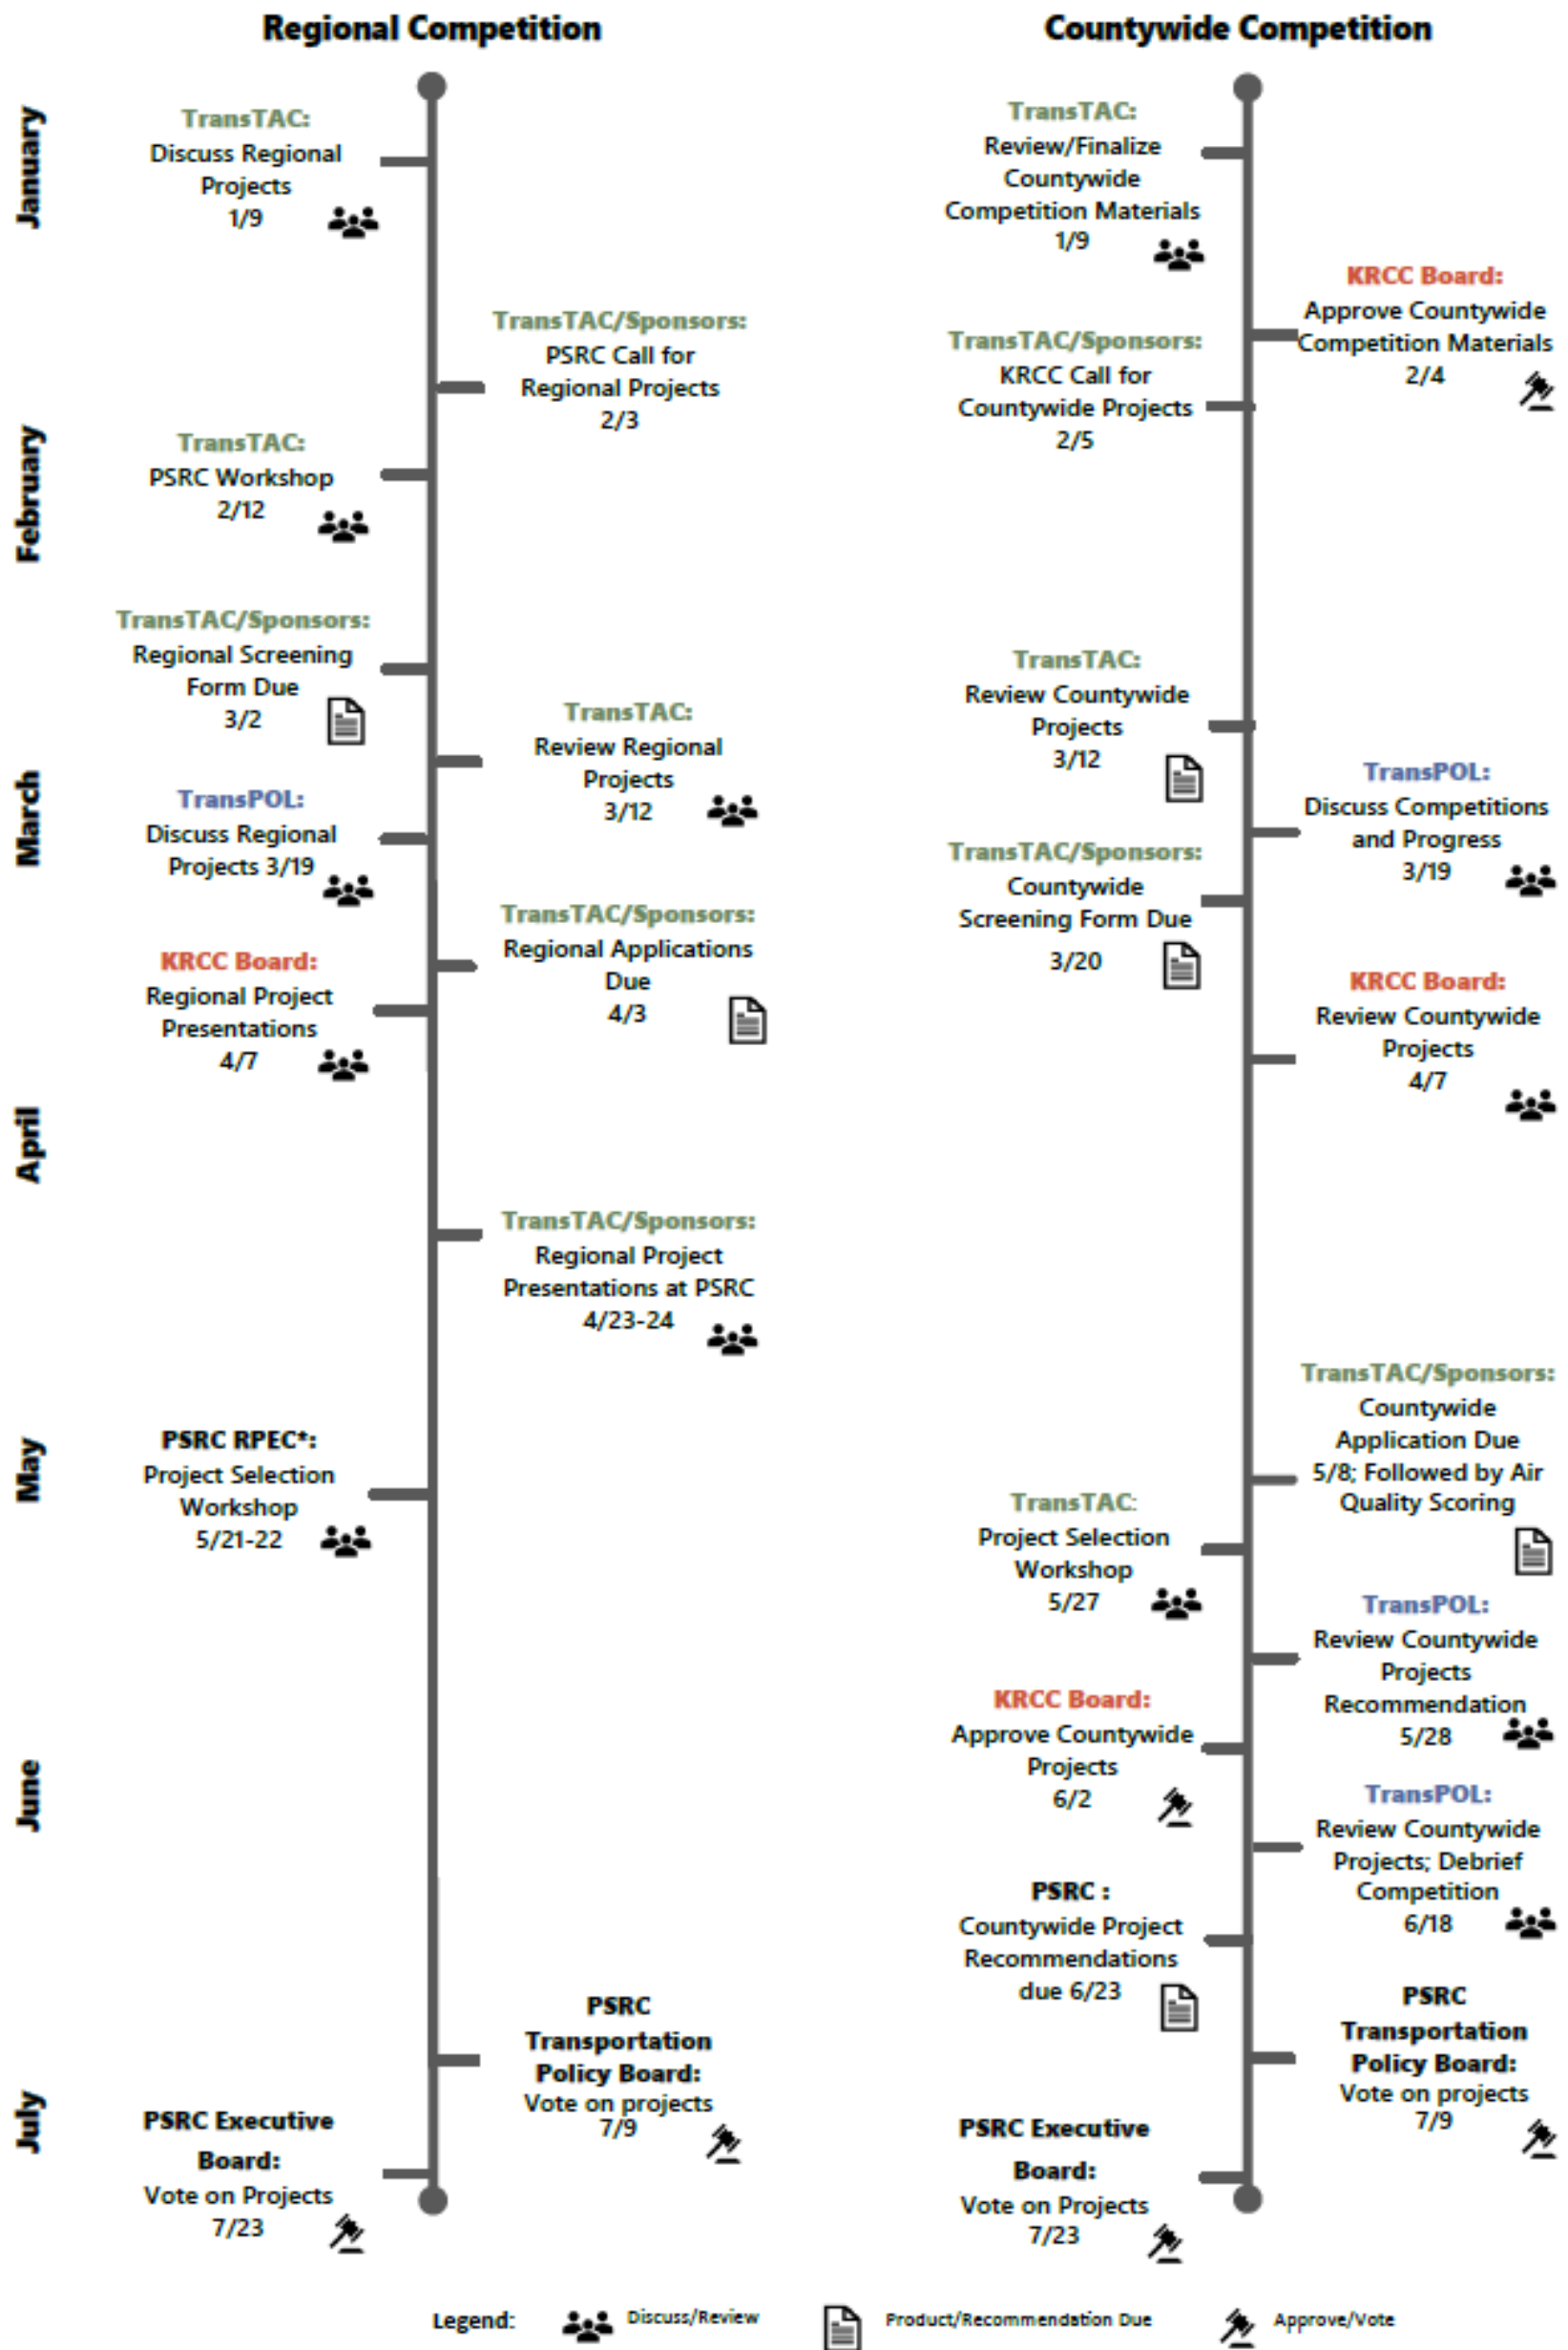 Regional Competition
Countywide Competition
January
February
March
April
May
June
July
TransTAC:
Discuss Regional
Projects
1/9
TransTAC/Sponsors:
PSRC Call for
Regional Projects
2/3
TransTAC:
PSRC Workshop
2/12
TransTAC/Sponsors:
Regional Screening
Form Due
3/2
TransTAC:
Review Regional
Projects
3/12
TransPOL:
Discuss Regional
Projects 3/19
TransTAC/Sponsors:
Regional Applications
Due
4/3
KRCC Board:
Regional Project
Presentations
4/7
TransTAC/Sponsors:
Regional Project
Presentations at PSRC
4/23-24
PSRC RPEC*:
Project Selection
Workshop
5/21-22
PSRC
Transportation
Policy Board:
Vote on projects
7/9
PSRC Executive
Board:
Vote on Projects
7/23
TransTAC:
Review/Finalize
Countywide
Competition Materials
1/9
KRCC Board:
Approve Countywide
Competition Materials
2/4
TransTAC/Sponsors:
KRCC Call for
Countywide Projects
2/5
TransTAC:
Review Countywide
Projects
3/12
TransPOL:
Discuss Competitions
and Progress
3/19
TransTAC/Sponsors:
Countywide
Screening Form Due
3/20
KRCC Board:
Review Countywide
Projects
4/7
TransTAC/Sponsors:
Countywide
Application Due
5/8; Followed by Air
Quality Scoring
TransTAC:
Project Selection
Workshop
5/27
TransPOL:
Review Countywide
Projects
Recommendation
5/28
KRCC Board:
Approve Countywide
Projects
6/2
TransPOL:
Review Countywide
Projects; Debrief
Competition
6/18
PSRC :
Countywide Project
Recommendations
due 6/23
PSRC
Transportation
Policy Board:
Vote on projects
7/9
PSRC Executive
Board:
Vote on Projects
7/23
Legend:
Discuss/Review
Product/Recommendation Due
Approve/Vote